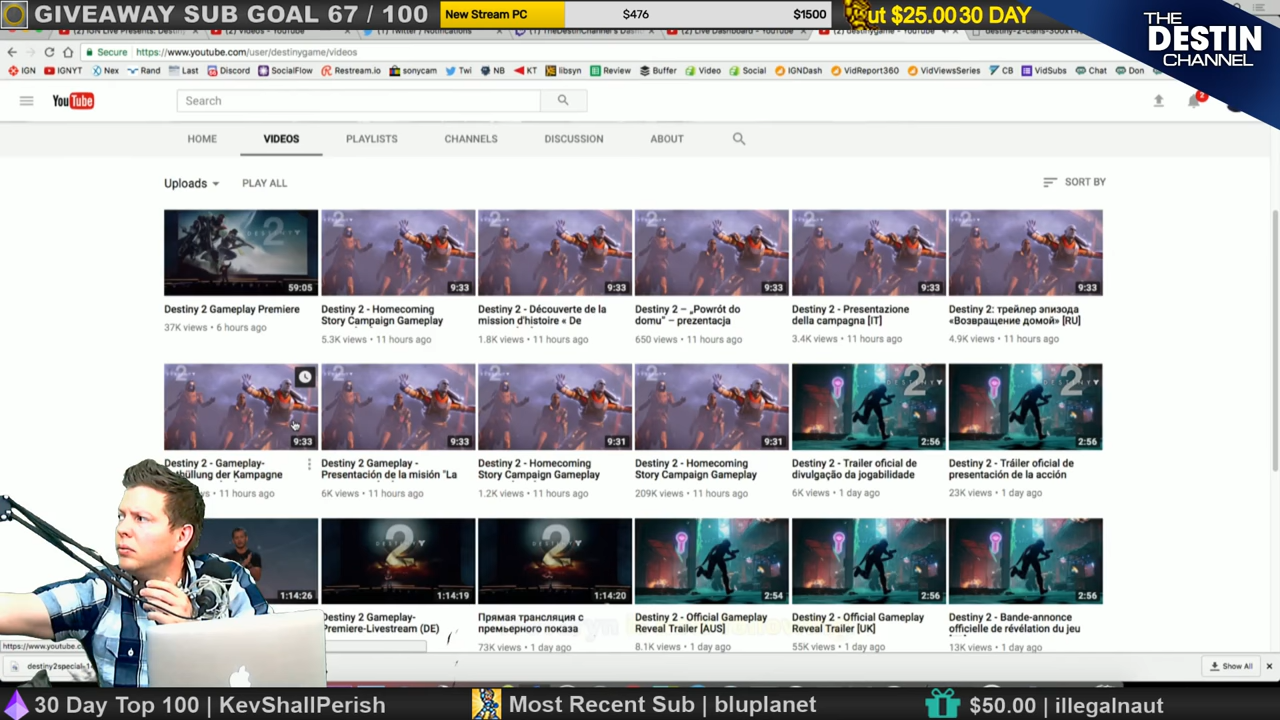 GIVEAWAY SUB GOAL 67 / 100
New Stream PC $476 $1500
ut $25.00 30 DAY
THE
DESTIN
CHANNEL
Secure https://www.youtube.com/user/destinygame/videos
IGN IGNYT Nex Rand Last Discord SocialFlow Restream.io sonycam Twi NB KT libsyn Review Buffer Video Social IGNDash VidReport360 VidViewsSeries CB VidSubs Chat Don
YouTube Search 2
HOME VIDEOS PLAYLISTS CHANNELS DISCUSSION ABOUT
Uploads PLAY ALL SORT BY
59:05 9:33 9:33 9:33 9:33 9:33
Destiny 2 Gameplay Premiere
37K views • 6 hours ago
Destiny 2 - Homecoming
Story Campaign Gameplay
5.3K views • 11 hours ago
Destiny 2 - Découverte de la
mission d'histoire « De
1.8K views • 11 hours ago
Destiny 2 – „Powrót do
domu” – prezentacja
650 views • 11 hours ago
Destiny 2 - Presentazione
della campagna [IT]
3.4K views • 11 hours ago
Destiny 2: трейлер эпизода
«Возвращение домой» [RU]
4.9K views • 11 hours ago
9:33 9:33 9:31 9:31 2:56 2:56
Destiny 2 - Gameplay-
der Kampagne
11 hours ago
Destiny 2 Gameplay -
Presentación de la misión "La
6K views • 11 hours ago
Destiny 2 - Homecoming
Story Campaign Gameplay
1.2K views • 11 hours ago
Destiny 2 - Homecoming
Story Campaign Gameplay
209K views • 11 hours ago
Destiny 2 - Trailer oficial de
divulgação da jogabilidade
6K views • 1 day ago
Destiny 2 - Tráiler oficial de
presentación de la acción
23K views • 1 day ago
1:14:26 1:14:19 1:14:20 2:54 2:56 2:56
Destiny 2 Gameplay-
Premiere-Livestream (DE)
Прямая трансляция с
премьерного показа
73K views • 1 day ago
Destiny 2 - Official Gameplay
Reveal Trailer [AUS]
8.1K views • 1 day ago
Destiny 2 - Official Gameplay
Reveal Trailer [UK]
55K views • 1 day ago
Destiny 2 - Bande-annonce
officielle de révélation du jeu
13K views • 1 day ago
https://www.youtube.c
destiny2special-1 Show All
30 Day Top 100 | KevShallPerish
Most Recent Sub | bluplanet
$50.00 | illegalnaut